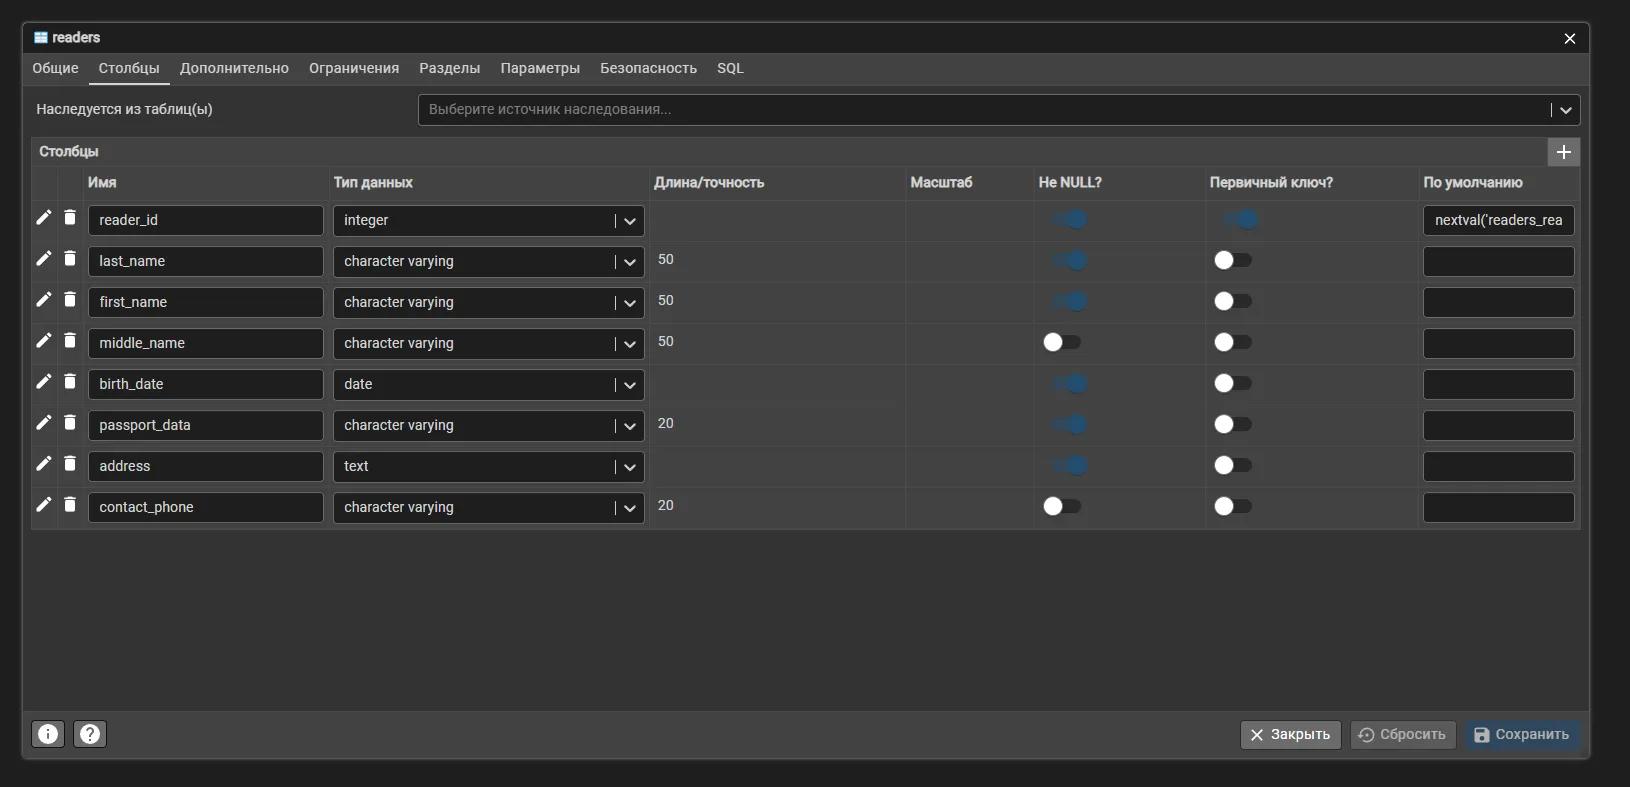 readers
Общие Столбцы Дополнительно Ограничения Разделы Параметры Безопасность SQL
Наследуется из таблиц(ы) Выберите источник наследования...
Столбцы
Имя Тип данных Длина/точность Масштаб Не NULL? Первичный ключ? По умолчанию
reader_id integer nextval('readers_rea
last_name character varying 50
first_name character varying 50
middle_name character varying 50
birth_date date
passport_data character varying 20
address text
contact_phone character varying 20
Закрыть Сбросить Сохранить